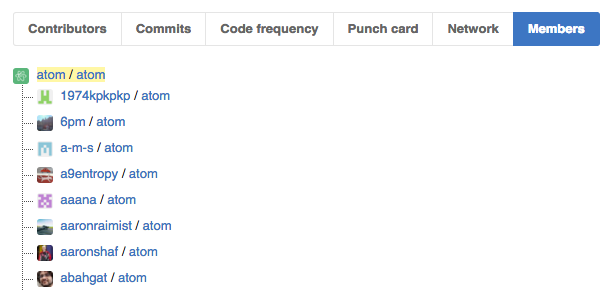 Contributors Commits Code frequency Punch card Network Members
atom / atom
1974kpkpkp / atom
6pm / atom
a-m-s / atom
a9entropy / atom
aaana / atom
aaronraimist / atom
aaronshaf / atom
abahgat / atom